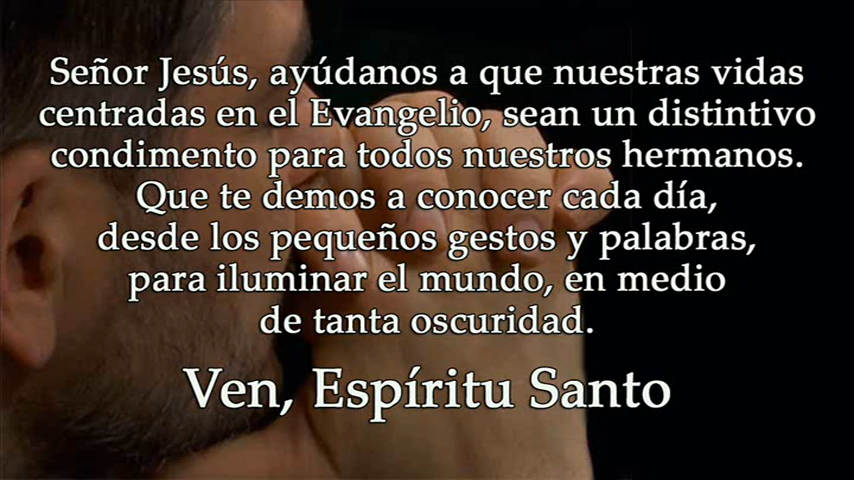 Señor Jesús, ayúdanos a que nuestras vidas
centradas en el Evangelio, sean un distintivo
condimento para todos nuestros hermanos.
Que te demos a conocer cada día,
desde los pequeños gestos y palabras,
para iluminar el mundo, en medio
de tanta oscuridad.
Ven, Espíritu Santo